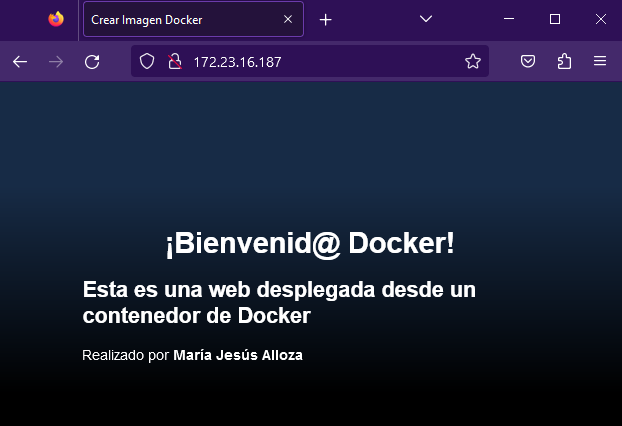 Crear Imagen Docker
172.23.16.187
¡Bienvenid@ Docker!
Esta es una web desplegada desde un
contenedor de Docker
Realizado por María Jesús Alloza